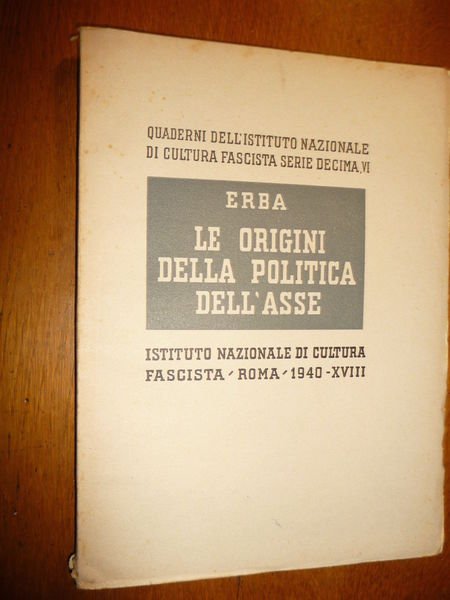 QUADERNI DELL'ISTITUTO NAZIONALE
DI CULTURA FASCISTA SERIE DECIMA, VI
ERBA
LE ORIGINI
DELLA POLITICA
DELL'ASSE
ISTITUTO NAZIONALE DI CULTURA
FASCISTA - ROMA - 1940-XVIII